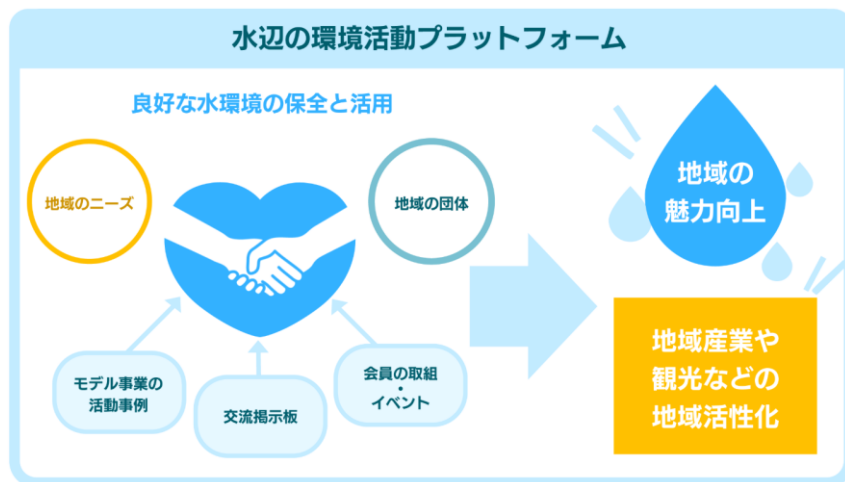 水辺の環境活動プラットフォーム
良好な水環境の保全と活用
地域のニーズ
地域の団体
モデル事業の
活動事例
交流掲示板
会員の取組
・
イベント
地域の
魅力向上
地域産業や
観光などの
地域活性化